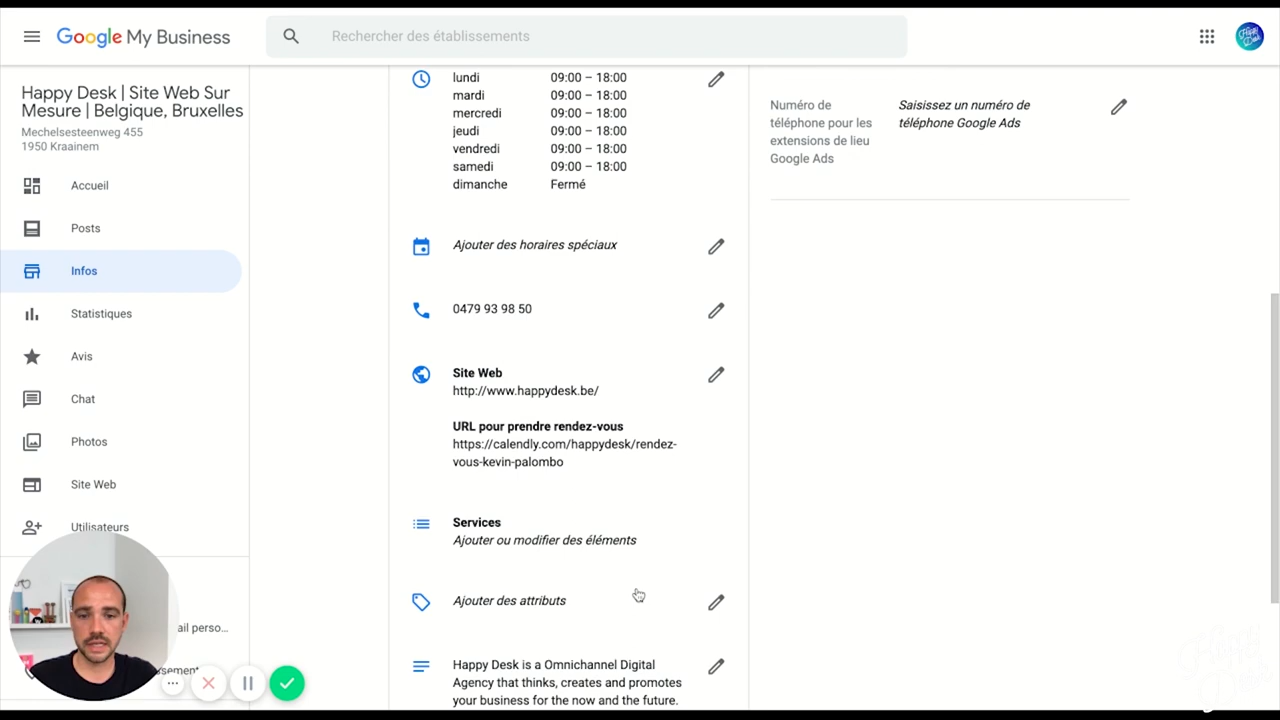 Google My Business
Rechercher des établissements
Happy Desk | Site Web Sur
Mesure | Belgique, Bruxelles
Mechelsesteenweg 455
1950 Kraainem
Accueil
Posts
Infos
Statistiques
Avis
Chat
Photos
Site Web
Utilisateurs
ail perso...
lundi 09:00 – 18:00
mardi 09:00 – 18:00
mercredi 09:00 – 18:00
jeudi 09:00 – 18:00
vendredi 09:00 – 18:00
samedi 09:00 – 18:00
dimanche Fermé
Ajouter des horaires spéciaux
0479 93 98 50
Site Web
http://www.happydesk.be/
URL pour prendre rendez-vous
https://calendly.com/happydesk/rendez-
vous-kevin-palombo
Services
Ajouter ou modifier des éléments
Ajouter des attributs
Happy Desk is a Omnichannel Digital
Agency that thinks, creates and promotes
your business for the now and the future.
Numéro de
téléphone pour les
extensions de lieu
Google Ads
Saisissez un numéro de
téléphone Google Ads